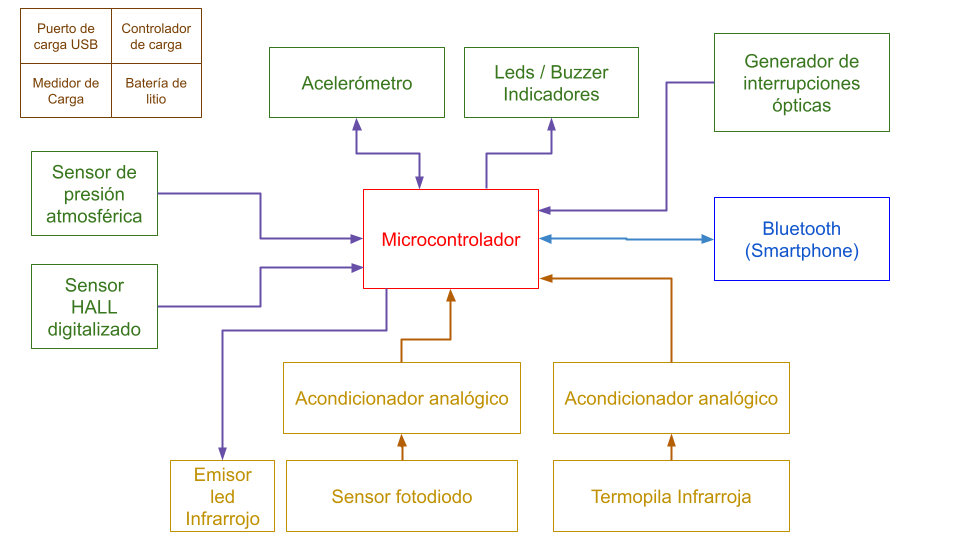 Puerto de
carga USB
Controlador
de carga
Medidor de
Carga
Batería de
litio
Acelerómetro
Leds / Buzzer
Indicadores
Generador de
interrupciones
ópticas
Sensor de
presión
atmosférica
Microcontrolador
Bluetooth
(Smartphone)
Sensor
HALL
digitalizado
Acondicionador analógico
Acondicionador analógico
Emisor
led
Infrarrojo
Sensor fotodiodo
Termopila Infrarroja